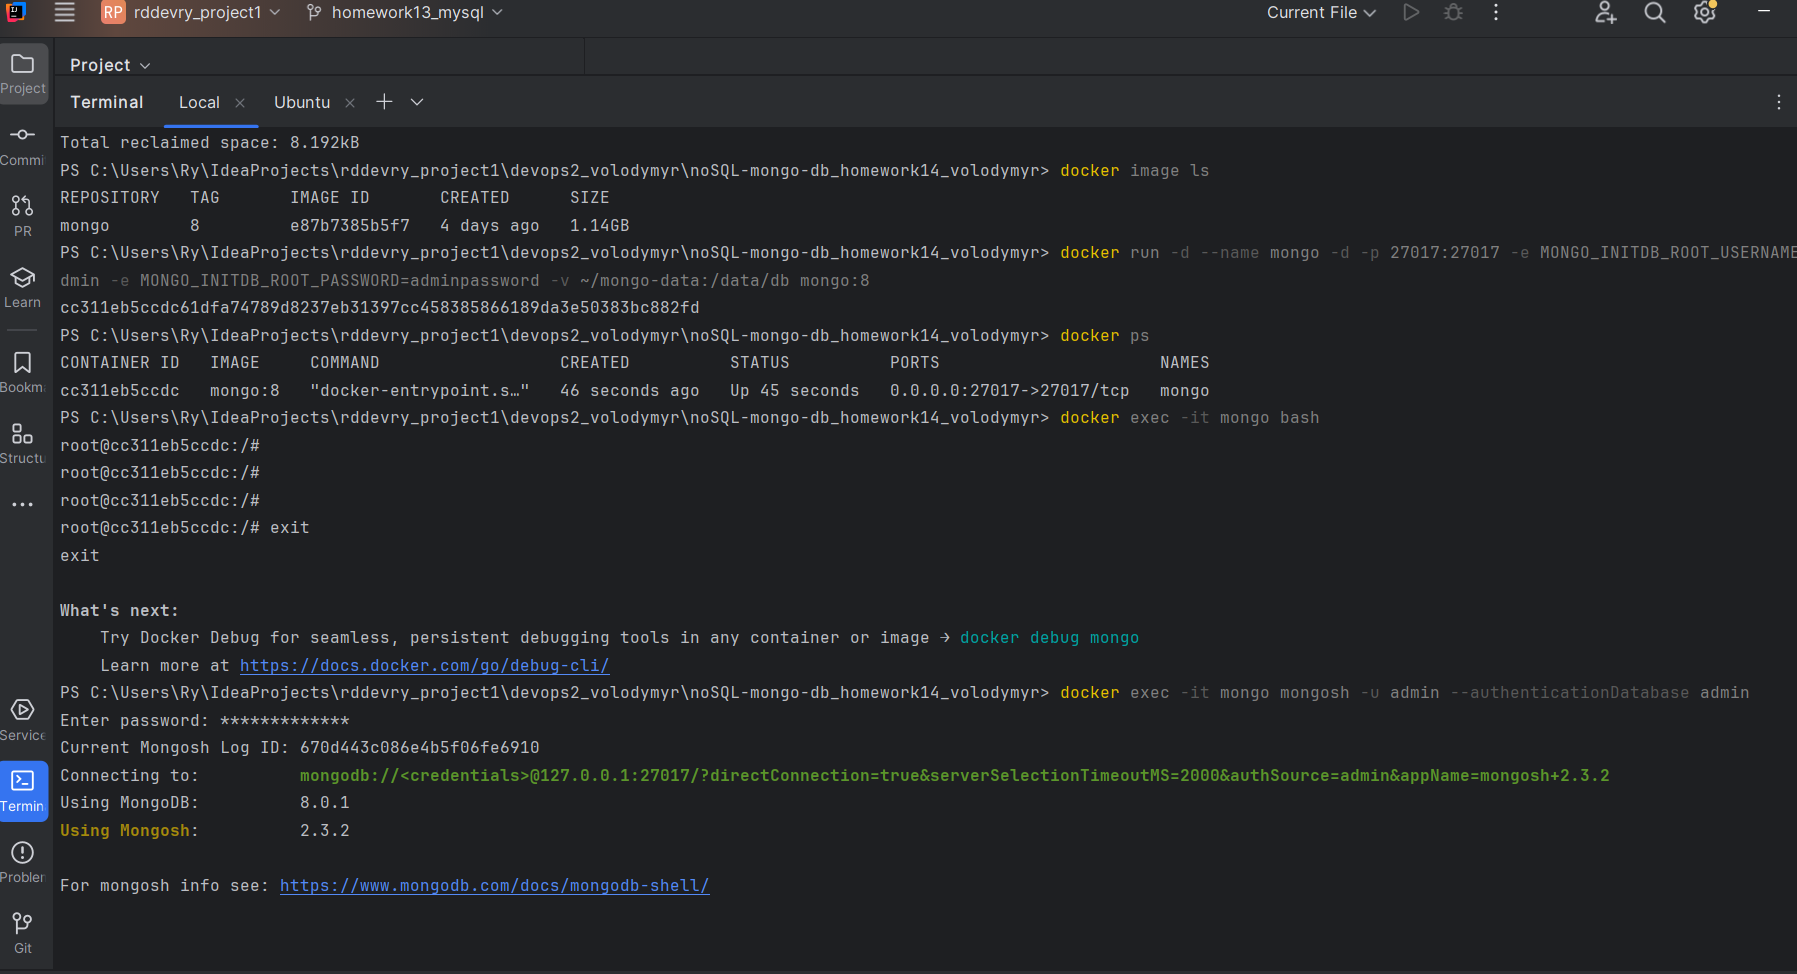 RP rddevry_project1 homework13_mysql Current File
Project
Project
Terminal Local Ubuntu
Total reclaimed space: 8.192kB
PS C:\Users\Ry\IdeaProjects\rddevry_project1\devops2_volodymyr\noSQL-mongo-db_homework14_volodymyr> docker image ls
REPOSITORY TAG IMAGE ID CREATED SIZE
mongo 8 e87b7385b5f7 4 days ago 1.14GB
PS C:\Users\Ry\IdeaProjects\rddevry_project1\devops2_volodymyr\noSQL-mongo-db_homework14_volodymyr> docker run -d --name mongo -d -p 27017:27017 -e MONGO_INITDB_ROOT_USERNAME
dmin -e MONGO_INITDB_ROOT_PASSWORD=adminpassword -v ~/mongo-data:/data/db mongo:8
cc311eb5ccdc61dfa74789d8237eb31397cc458385866189da3e50383bc882fd
PS C:\Users\Ry\IdeaProjects\rddevry_project1\devops2_volodymyr\noSQL-mongo-db_homework14_volodymyr> docker ps
CONTAINER ID IMAGE COMMAND CREATED STATUS PORTS NAMES
cc311eb5ccdc mongo:8 "docker-entrypoint.s…" 46 seconds ago Up 45 seconds 0.0.0.0:27017->27017/tcp mongo
PS C:\Users\Ry\IdeaProjects\rddevry_project1\devops2_volodymyr\noSQL-mongo-db_homework14_volodymyr> docker exec -it mongo bash
root@cc311eb5ccdc:/#
root@cc311eb5ccdc:/#
root@cc311eb5ccdc:/#
root@cc311eb5ccdc:/# exit
exit
What's next:
Try Docker Debug for seamless, persistent debugging tools in any container or image → docker debug mongo
Learn more at https://docs.docker.com/go/debug-cli/
PS C:\Users\Ry\IdeaProjects\rddevry_project1\devops2_volodymyr\noSQL-mongo-db_homework14_volodymyr> docker exec -it mongo mongosh -u admin --authenticationDatabase admin
Enter password: *************
Current Mongosh Log ID: 670d443c086e4b5f06fe6910
Connecting to: mongodb://<credentials>@127.0.0.1:27017/?directConnection=true&serverSelectionTimeoutMS=2000&authSource=admin&appName=mongosh+2.3.2
Using MongoDB: 8.0.1
Using Mongosh: 2.3.2
For mongosh info see: https://www.mongodb.com/docs/mongodb-shell/
Commi
PR
Learn
Bookma
Structu
Service
Termin
Problem
Git